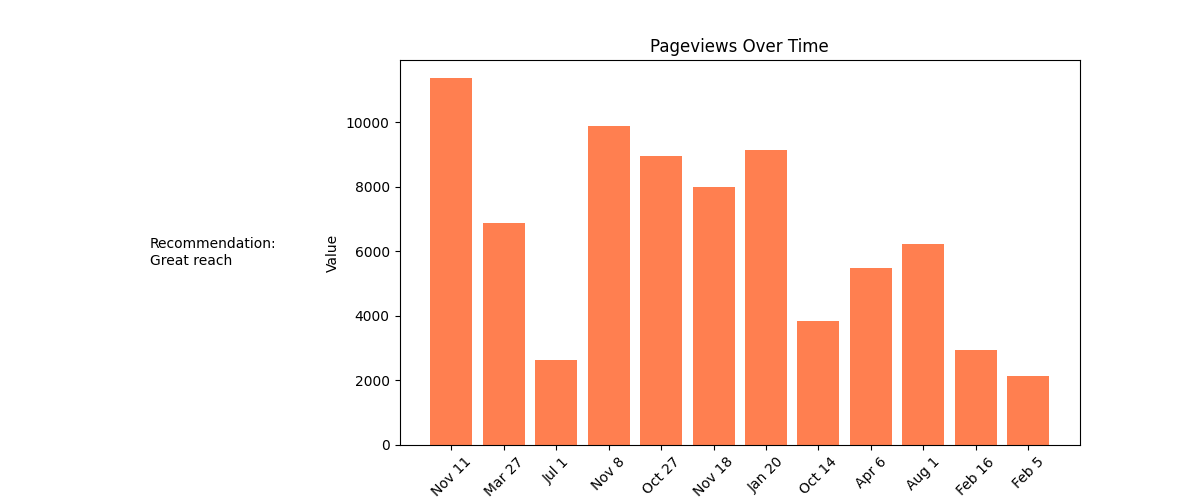 Pageviews Over Time
Recommendation:
Great reach
Value
10000
8000
6000
4000
2000
0
Nov 11
Mar 27
Jul 1
Nov 8
Oct 27
Nov 18
Jan 20
Oct 14
Apr 6
Aug 1
Feb 16
Feb 5